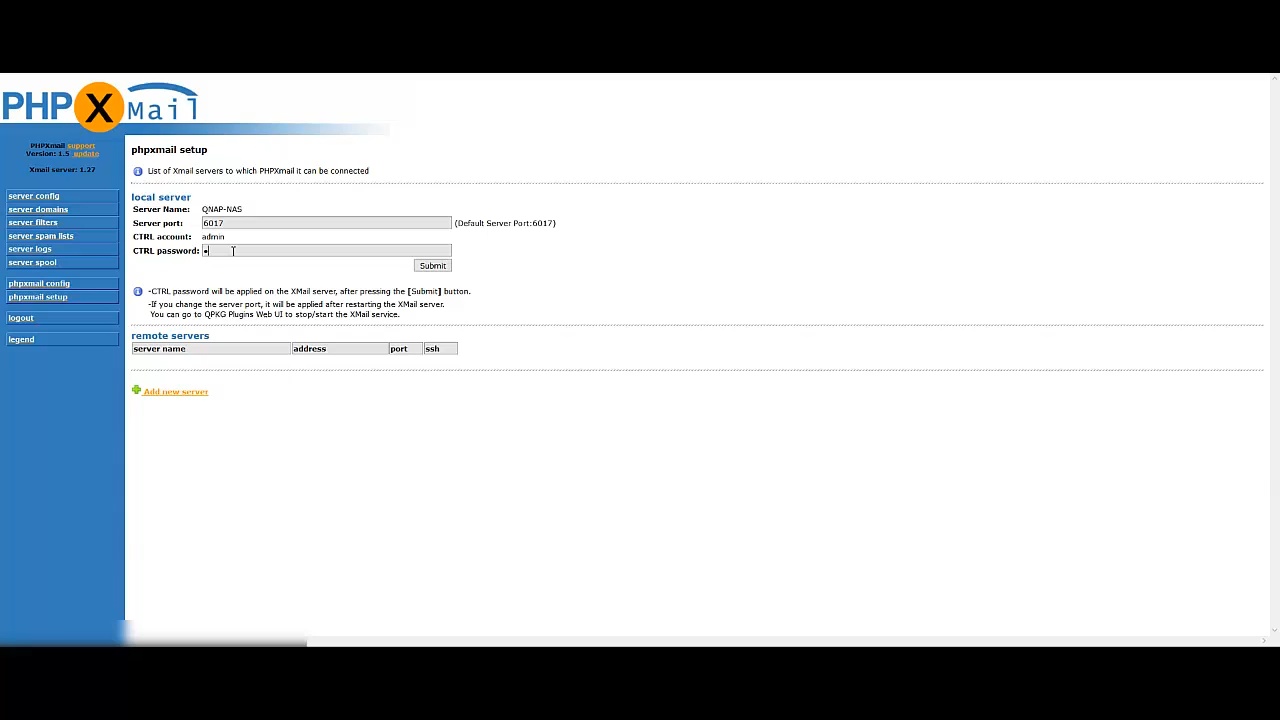 PHP X Mail
PHPXmail support
Version: 1.5 update
Xmail server: 1.27
server config
server domains
server filters
server spam lists
server logs
server spool
phpxmail config
phpxmail setup
logout
legend
phpxmail setup
List of Xmail servers to which PHPXmail it can be connected
local server
Server Name: QNAP-NAS
Server port: 6017 (Default Server Port:6017)
CTRL account: admin
CTRL password: •
Submit
-CTRL password will be applied on the XMail server, after pressing the [Submit] button.
-If you change the server port, it will be applied after restarting the XMail server.
You can go to QPKG Plugins Web UI to stop/start the XMail service.
remote servers
server name address port ssh
Add new server